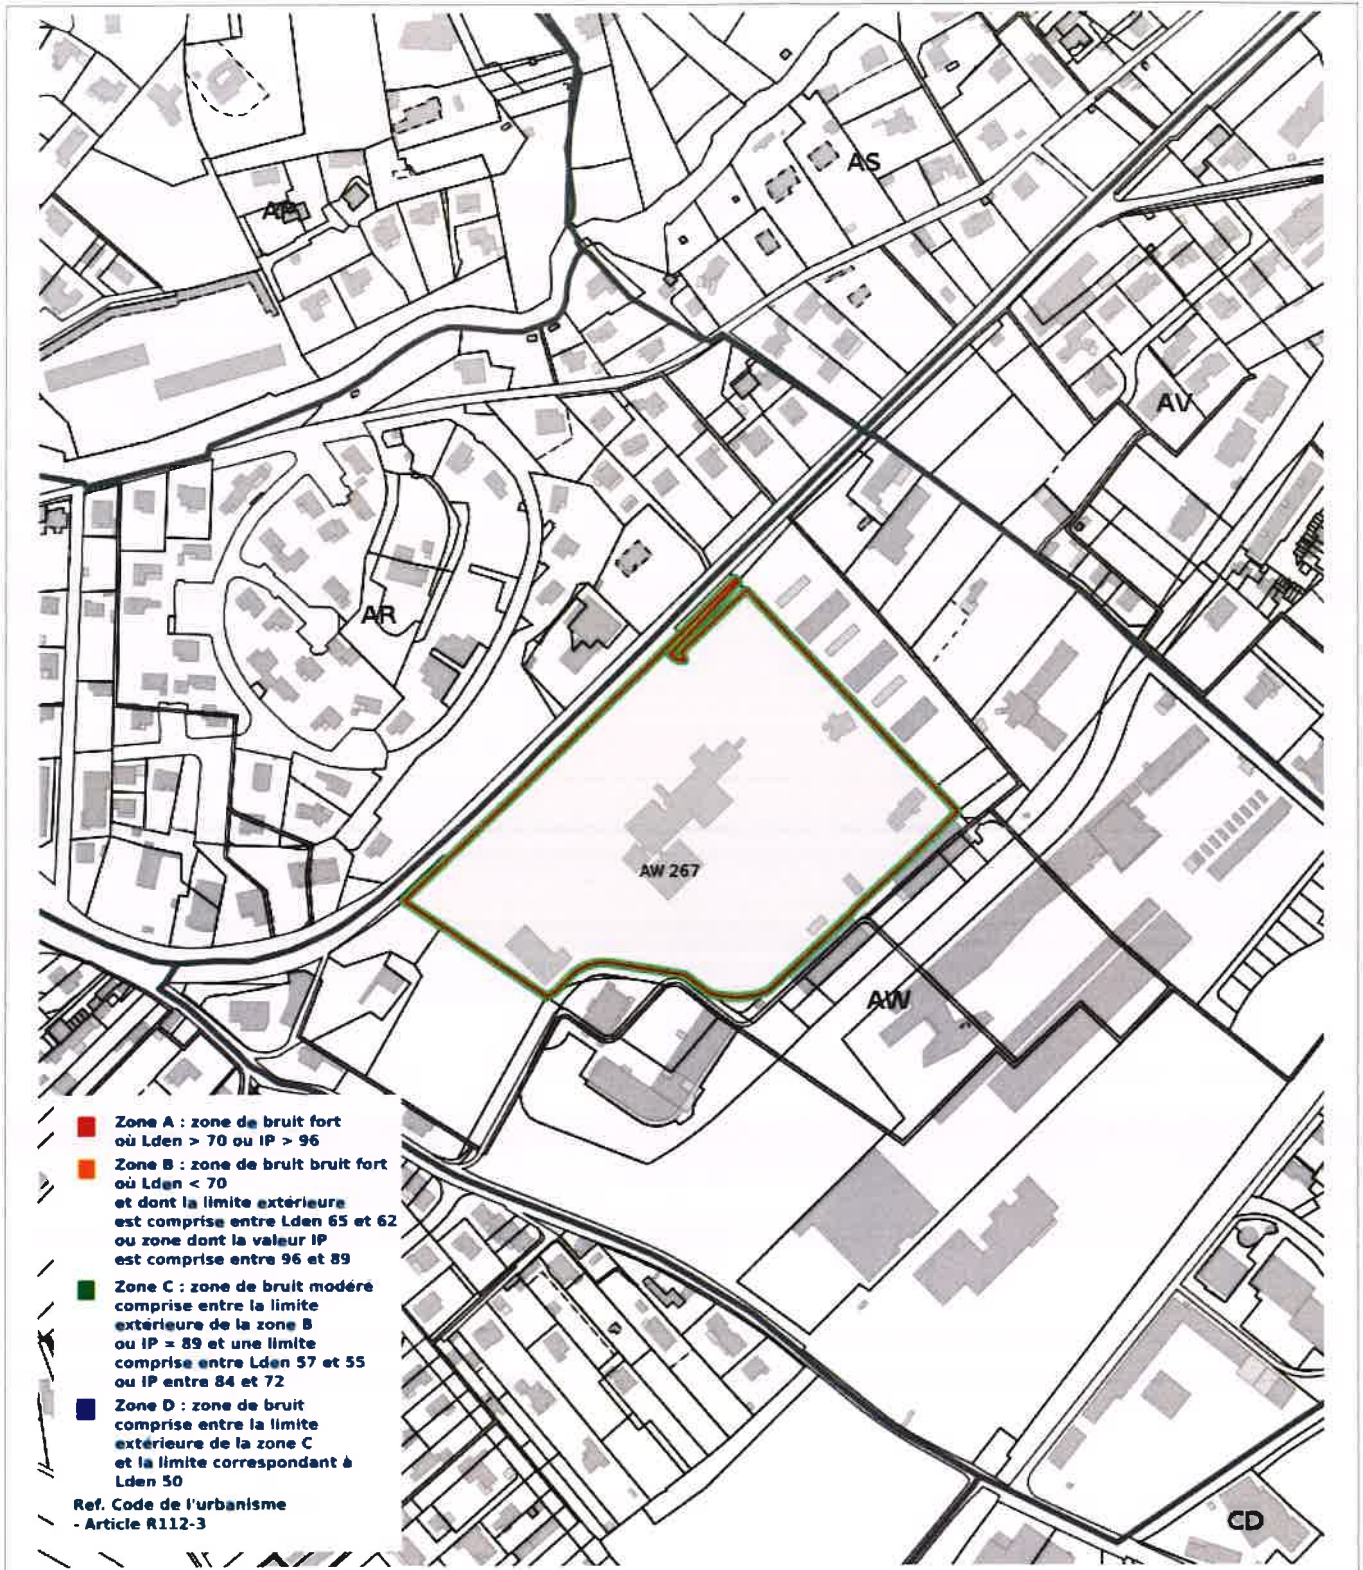 AS
AV
AR
AW 267
AW
Zone A : zone de bruit fort
où Lden > 70 ou IP > 96
Zone B : zone de bruit bruit fort
où Lden < 70
et dont la limite extérieure
est comprise entre Lden 65 et 62
ou zone dont la valeur IP
est comprise entre 96 et 89
Zone C : zone de bruit modéré
comprise entre la limite
extérieure de la zone B
ou IP = 89 et une limite
comprise entre Lden 57 et 55
ou IP entre 84 et 72
Zone D : zone de bruit
comprise entre la limite
extérieure de la zone C
et la limite correspondant à
Lden 50
Ref. Code de l'urbanisme
- Article R112-3
CD